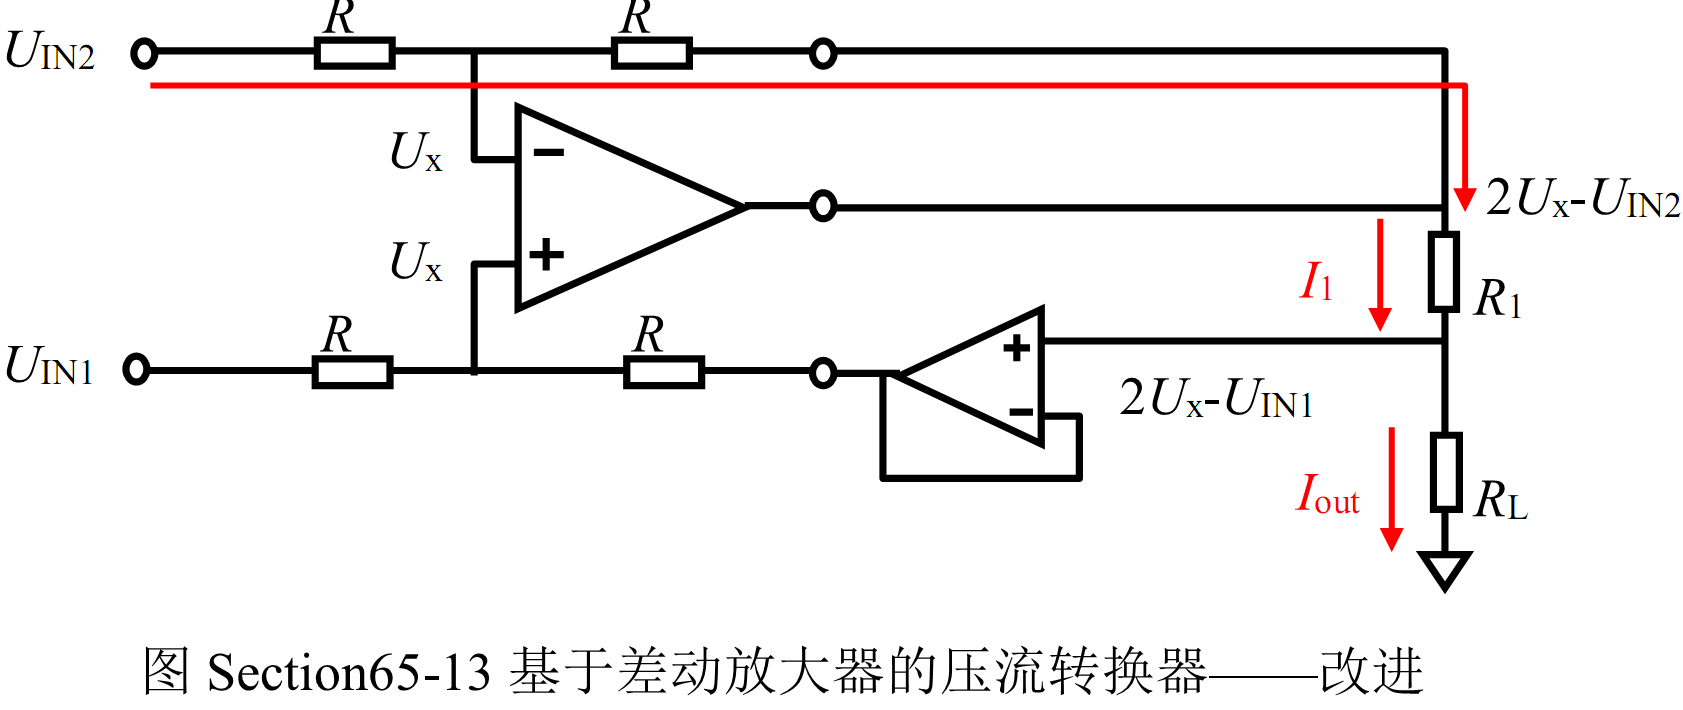 R R
UIN2
Ux
2Ux-UIN2
Ux
I1
R1
R R
UIN1
2Ux-UIN1
Iout
RL
图 Section65-13 基于差动放大器的压流转换器——改进